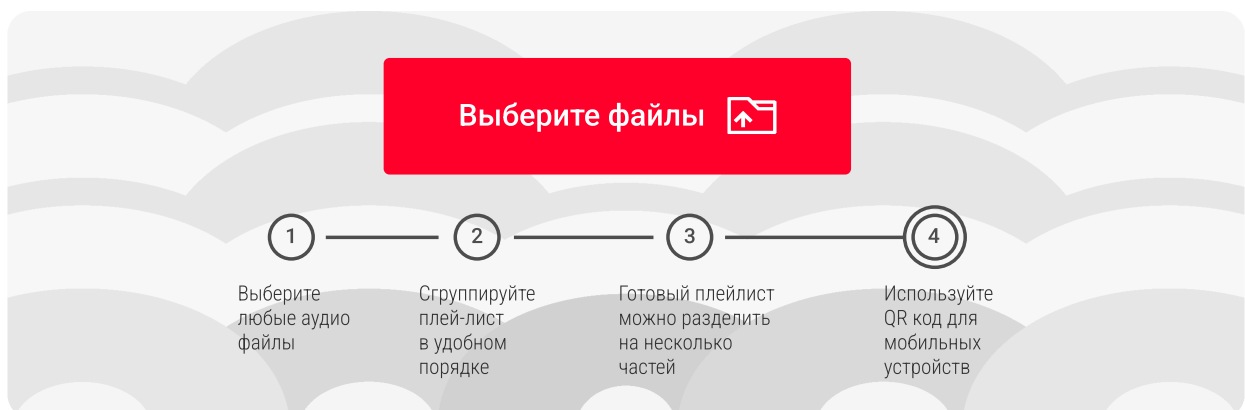 Выберите файлы
1
2
3
4
Выберите
любые аудио
файлы
Сгруппируйте
плей-лист
в удобном
порядке
Готовый плейлист
можно разделить
на несколько
частей
Используйте
QR код для
мобильных
устройств